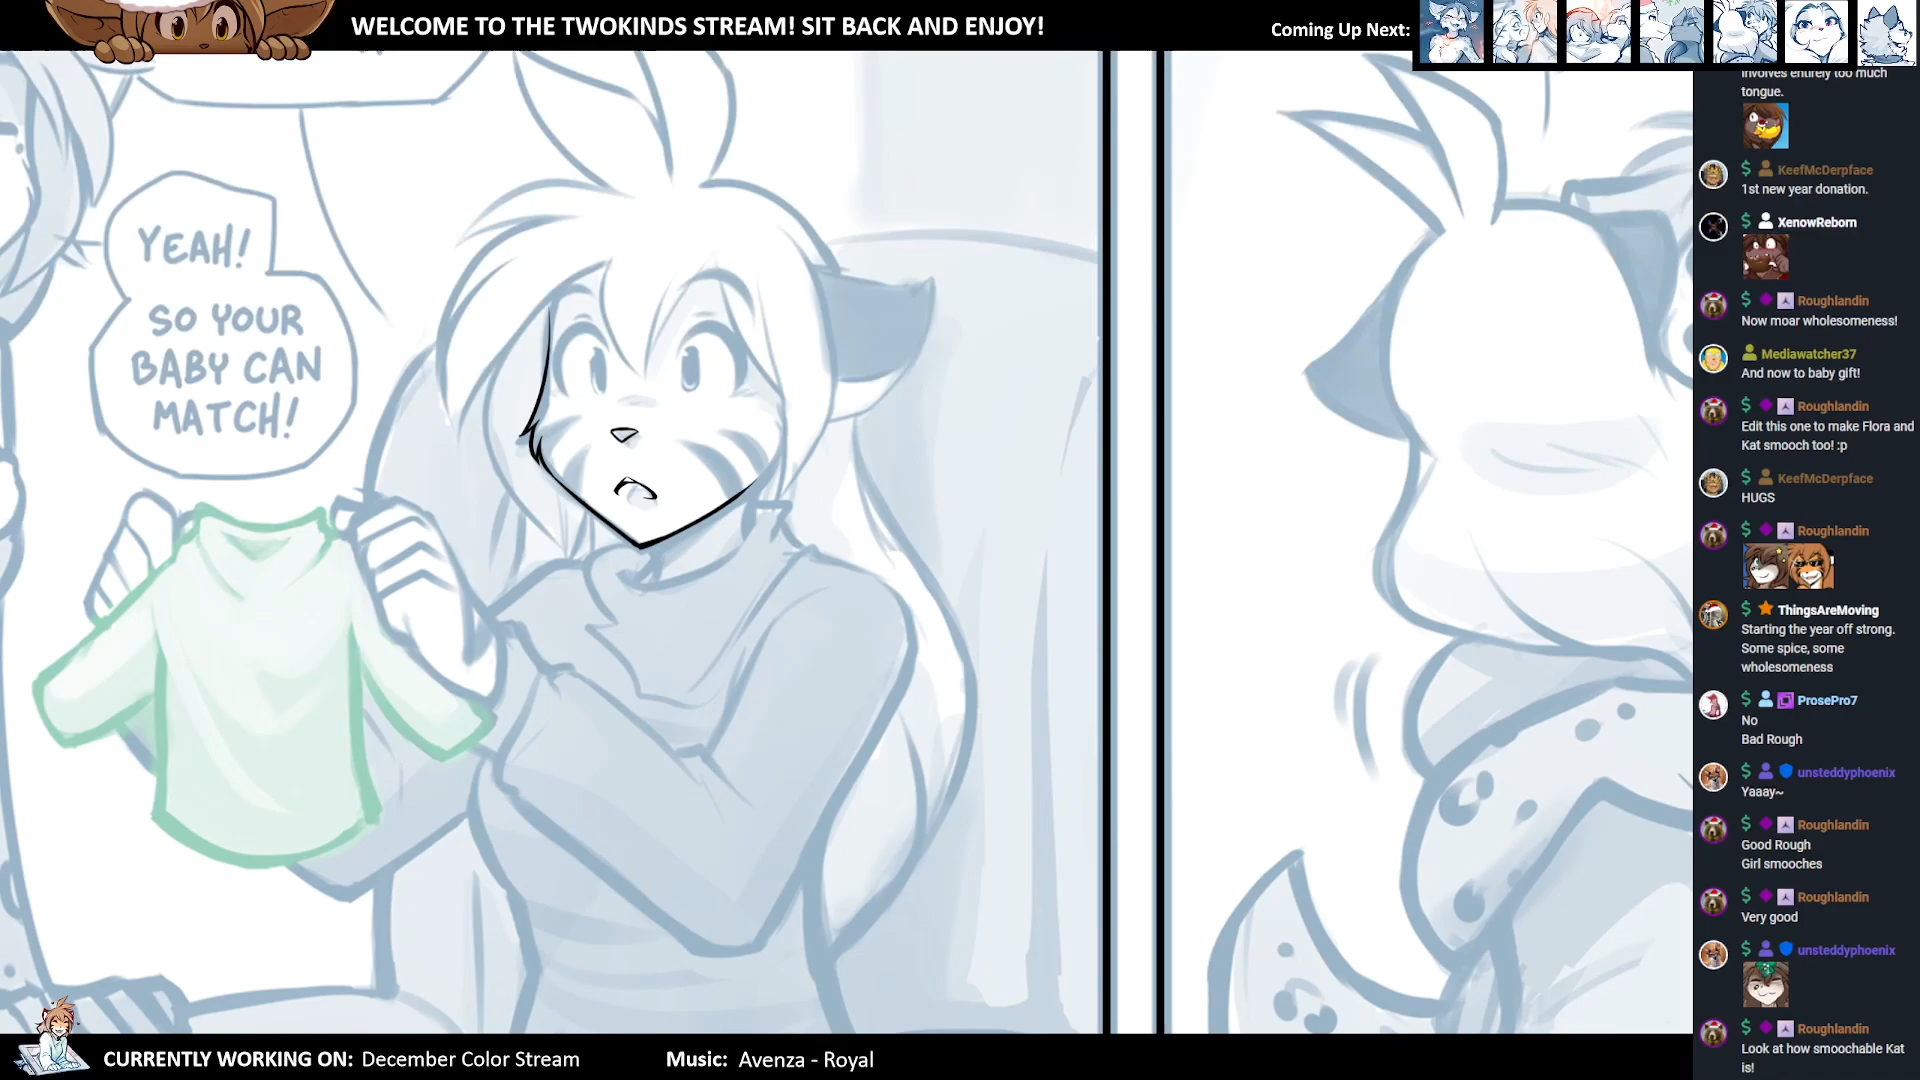 WELCOME TO THE TWOKINDS STREAM! SIT BACK AND ENJOY!
Coming Up Next:
YEAH!
SO YOUR
BABY CAN
MATCH!
involves entirely too much
tongue.
KeefMcDerpface
1st new year donation.
XenowReborn
Roughlandin
Now moar wholesomeness!
Mediawatcher37
And now to baby gift!
Roughlandin
Edit this one to make Flora and
Kat smooch too! :p
KeefMcDerpface
HUGS
Roughlandin
ThingsAreMoving
Starting the year off strong.
Some spice, some
wholesomeness
ProsePro7
No
Bad Rough
unsteddyphoenix
Yaaay~
Roughlandin
Good Rough
Girl smooches
Roughlandin
Very good
unsteddyphoenix
Roughlandin
Look at how smoochable Kat
is!
CURRENTLY WORKING ON: December Color Stream
Music: Avenza - Royal